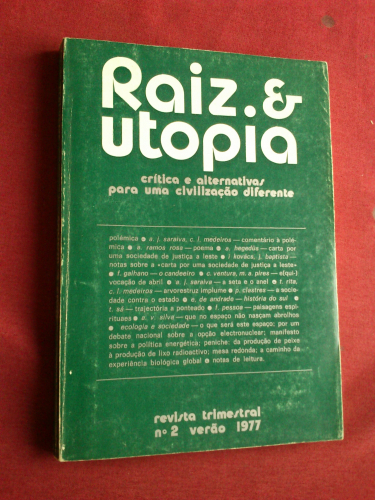 Raiz. &
utopia
crítica e alternativas
para uma civilização diferente
polémica ● a. j. saraiva, c. l. medeiros — comentário à polé-
mica ● a. ramos rosa — poema ● a. hegedüs — carta por
uma sociedade de justiça a leste ● i kovács, j. baptista —
notas sobre a «carta por uma sociedade de justiça a leste»
● f. galhano — o candeeiro ● c. ventura, m. a. pires — e(qui-)
vocação de abril ● a. j. saraiva — a seta e o anel ● t. rita,
c. l. medeiros — arvorestruz implume ● p. clastres — a socie-
dade contra o estado ● e. de andrade — história do sul ●
t. sá — trajectória e ponteado ● f. pessoa — paisagens espi-
rituaes ● a. v. silva — que no espaço não nasçam abrolhos
● ecologia e sociedade — o que será este espaço; por um
debate nacional sobre a opção electronuclear; manifesto
sobre a política energética; peniche: da produção de peixe
à produção de lixo radioactivo; mesa redonda; a caminho da
experiência biológica global ● notas de leitura.
revista trimestral
nº 2 verão 1977